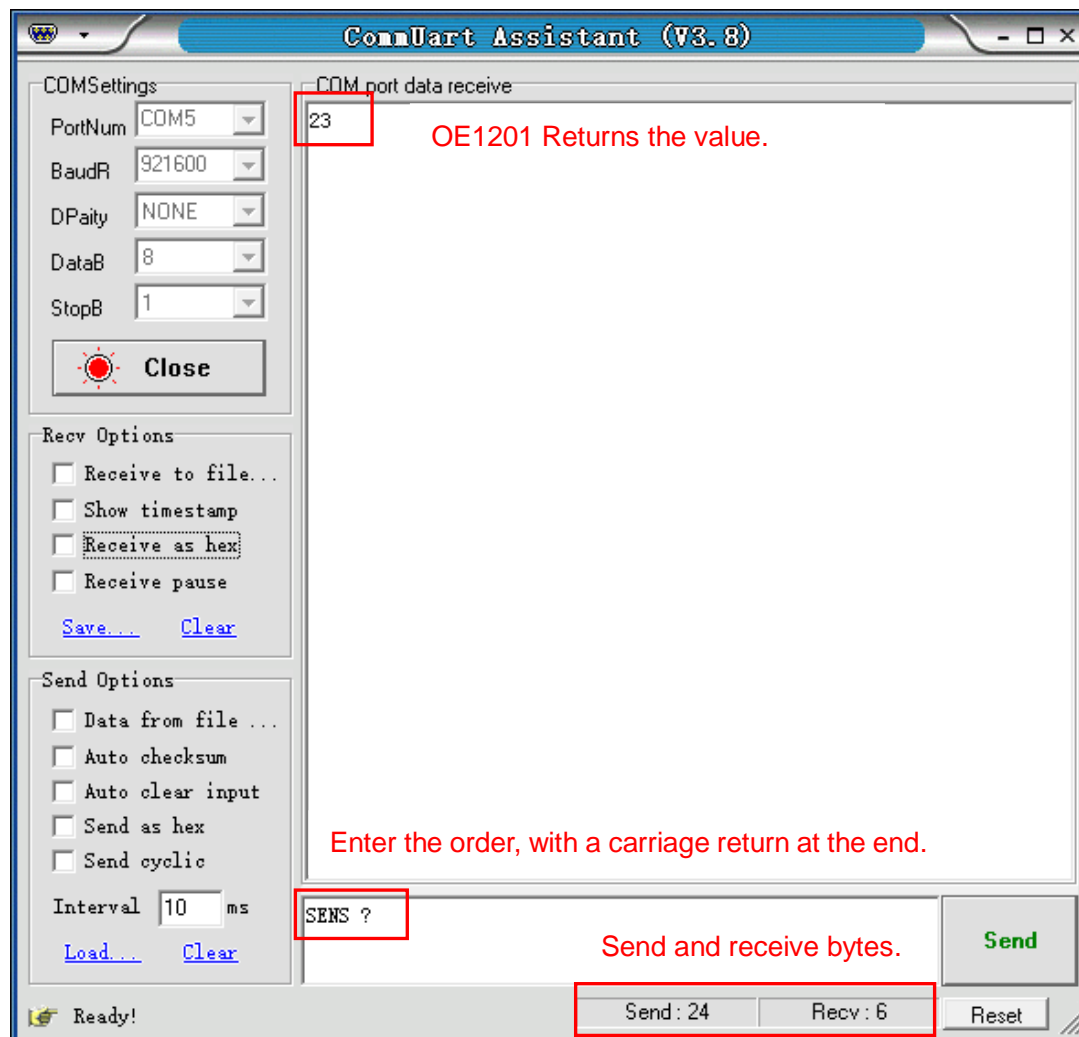 CommUart Assistant (V3.8)
COMSettings
PortNum COM5
BaudR 921600
DPaity NONE
DataB 8
StopB 1
Close
Recv Options
Receive to file...
Show timestamp
Receive as hex
Receive pause
Save... Clear
Send Options
Data from file ...
Auto checksum
Auto clear input
Send as hex
Send cyclic
Interval 10 ms
Load... Clear
COM port data receive
23
OE1201 Returns the value.
Enter the order, with a carriage return at the end.
SENS ?
Send and receive bytes.
Send
Ready!
Send : 24 Recv : 6 Reset